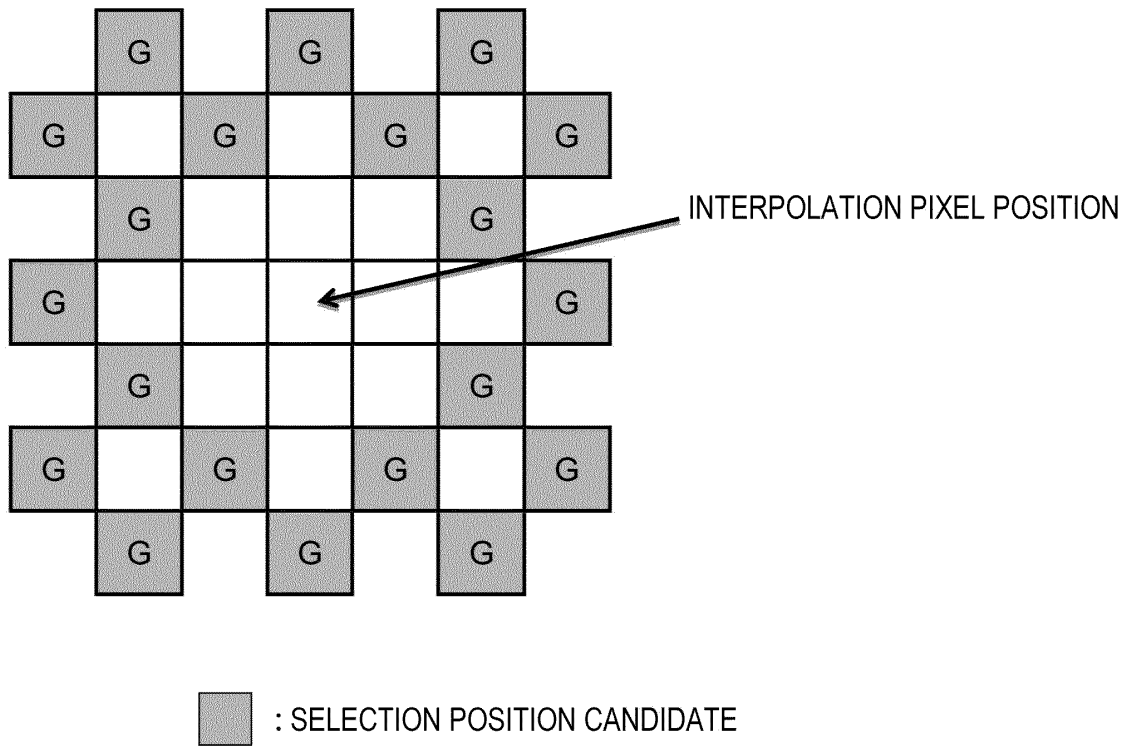 G G G
G G G G
G G
INTERPOLATION PIXEL POSITION
G G
G G
G G G G
G G G
: SELECTION POSITION CANDIDATE